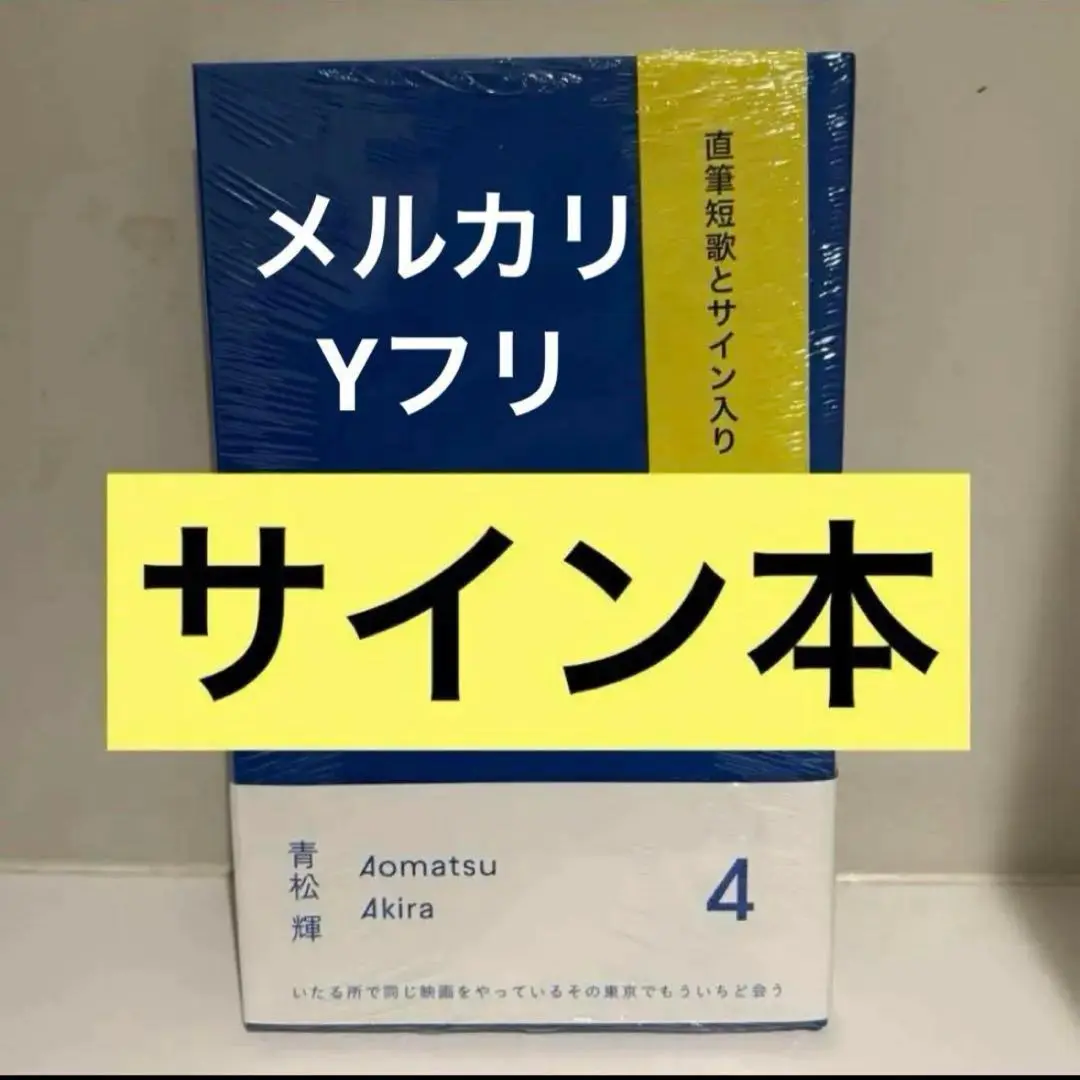 直筆短歌とサイン入り
メルカリ
Yフリ
サイン本
青松 輝
Aomatsu
Akira
4
いたる所で同じ映画をやっているその東京でもういちど会う